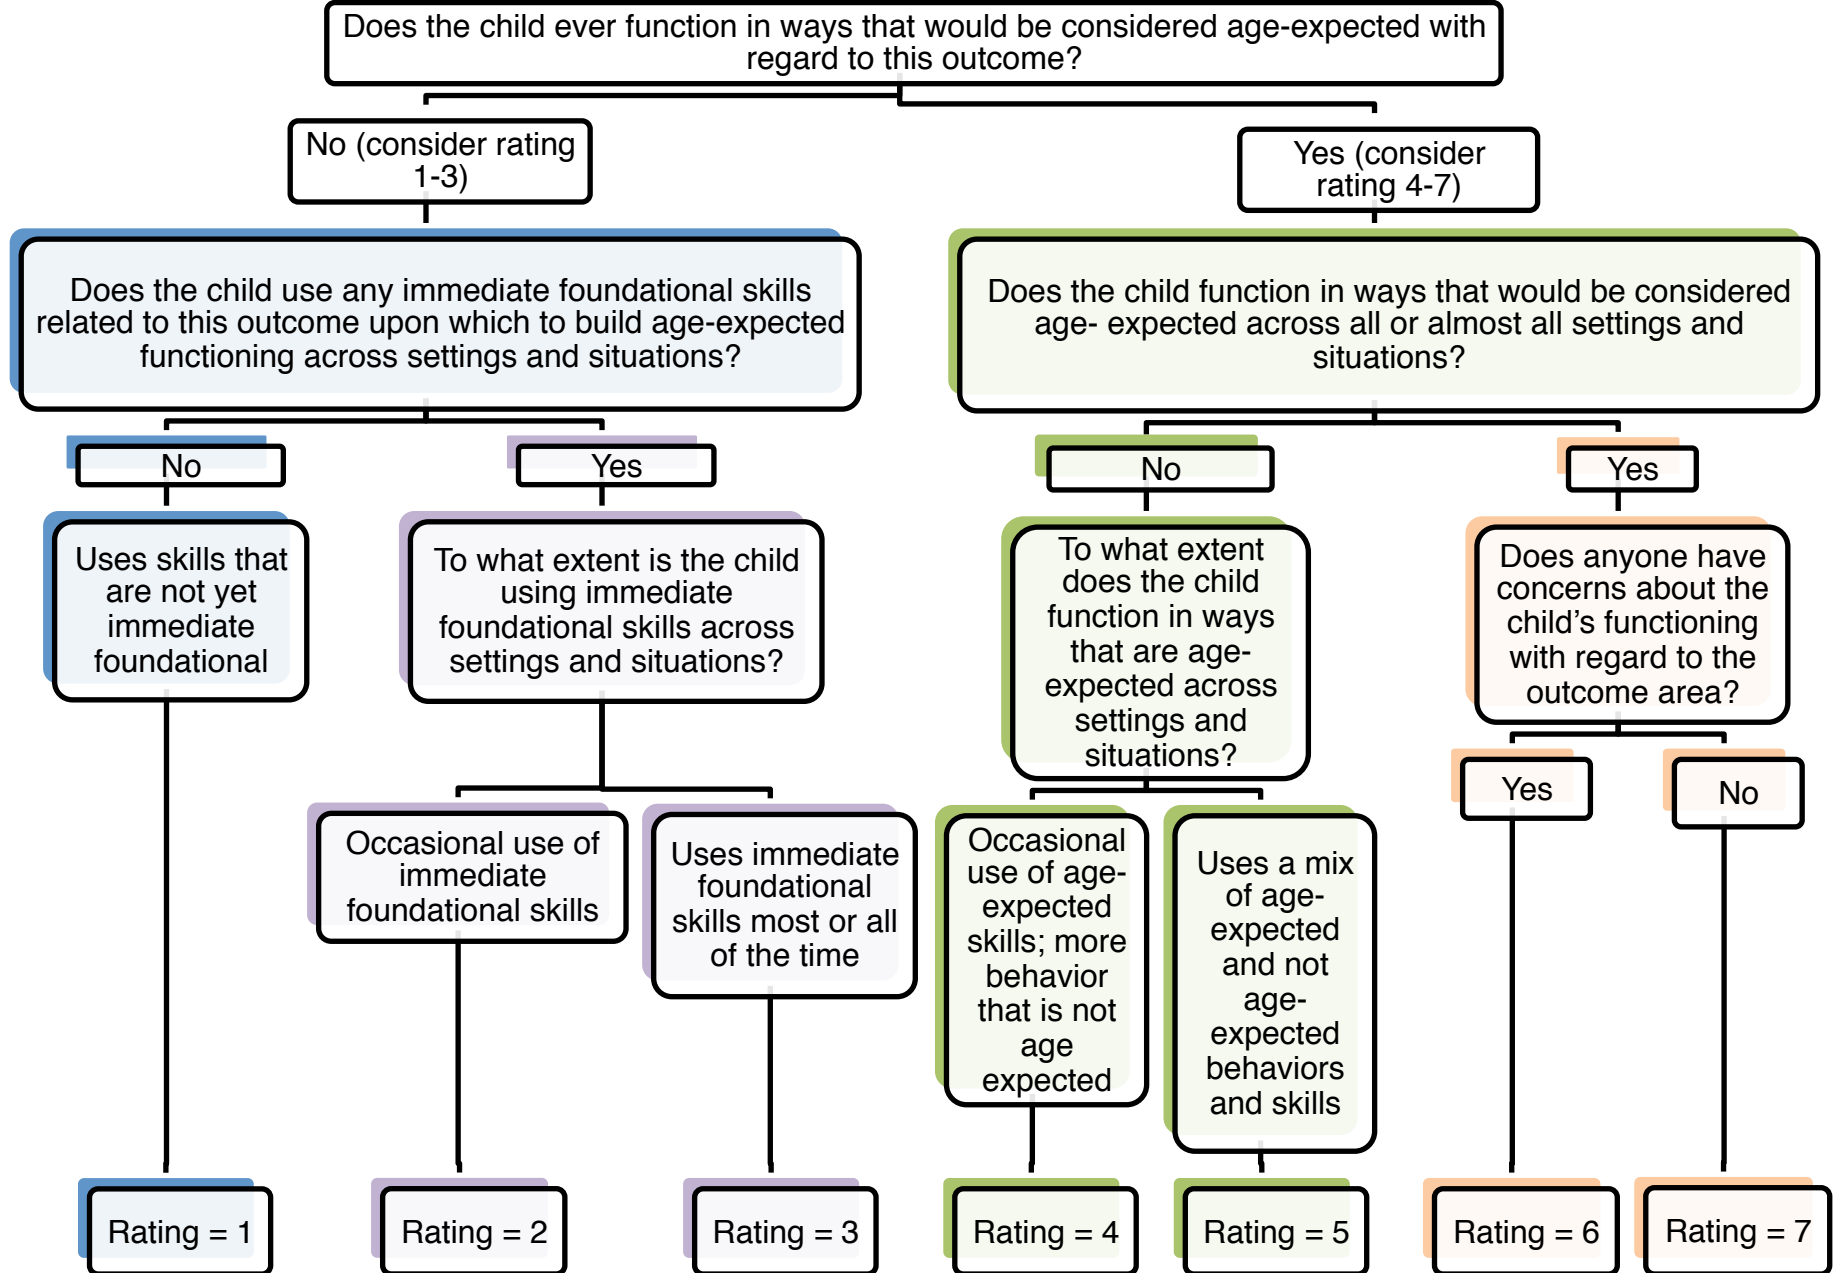 Does the child ever function in ways that would be considered age-expected with
regard to this outcome?
No (consider rating
1-3)
Yes (consider
rating 4-7)
Does the child use any immediate foundational skills
related to this outcome upon which to build age-expected
functioning across settings and situations?
Does the child function in ways that would be considered
age- expected across all or almost all settings and
situations?
No
Yes
No
Yes
Uses skills that
are not yet
immediate
foundational
To what extent is the child
using immediate
foundational skills across
settings and situations?
To what extent
does the child
function in ways
that are age-
expected across
settings and
situations?
Does anyone have
concerns about the
child’s functioning
with regard to the
outcome area?
Yes
No
Occasional use of
immediate
foundational skills
Uses immediate
foundational
skills most or all
of the time
Occasional
use of age-
expected
skills; more
behavior
that is not
age
expected
Uses a mix
of age-
expected
and not
age-
expected
behaviors
and skills
Rating = 1
Rating = 2
Rating = 3
Rating = 4
Rating = 5
Rating = 6
Rating = 7